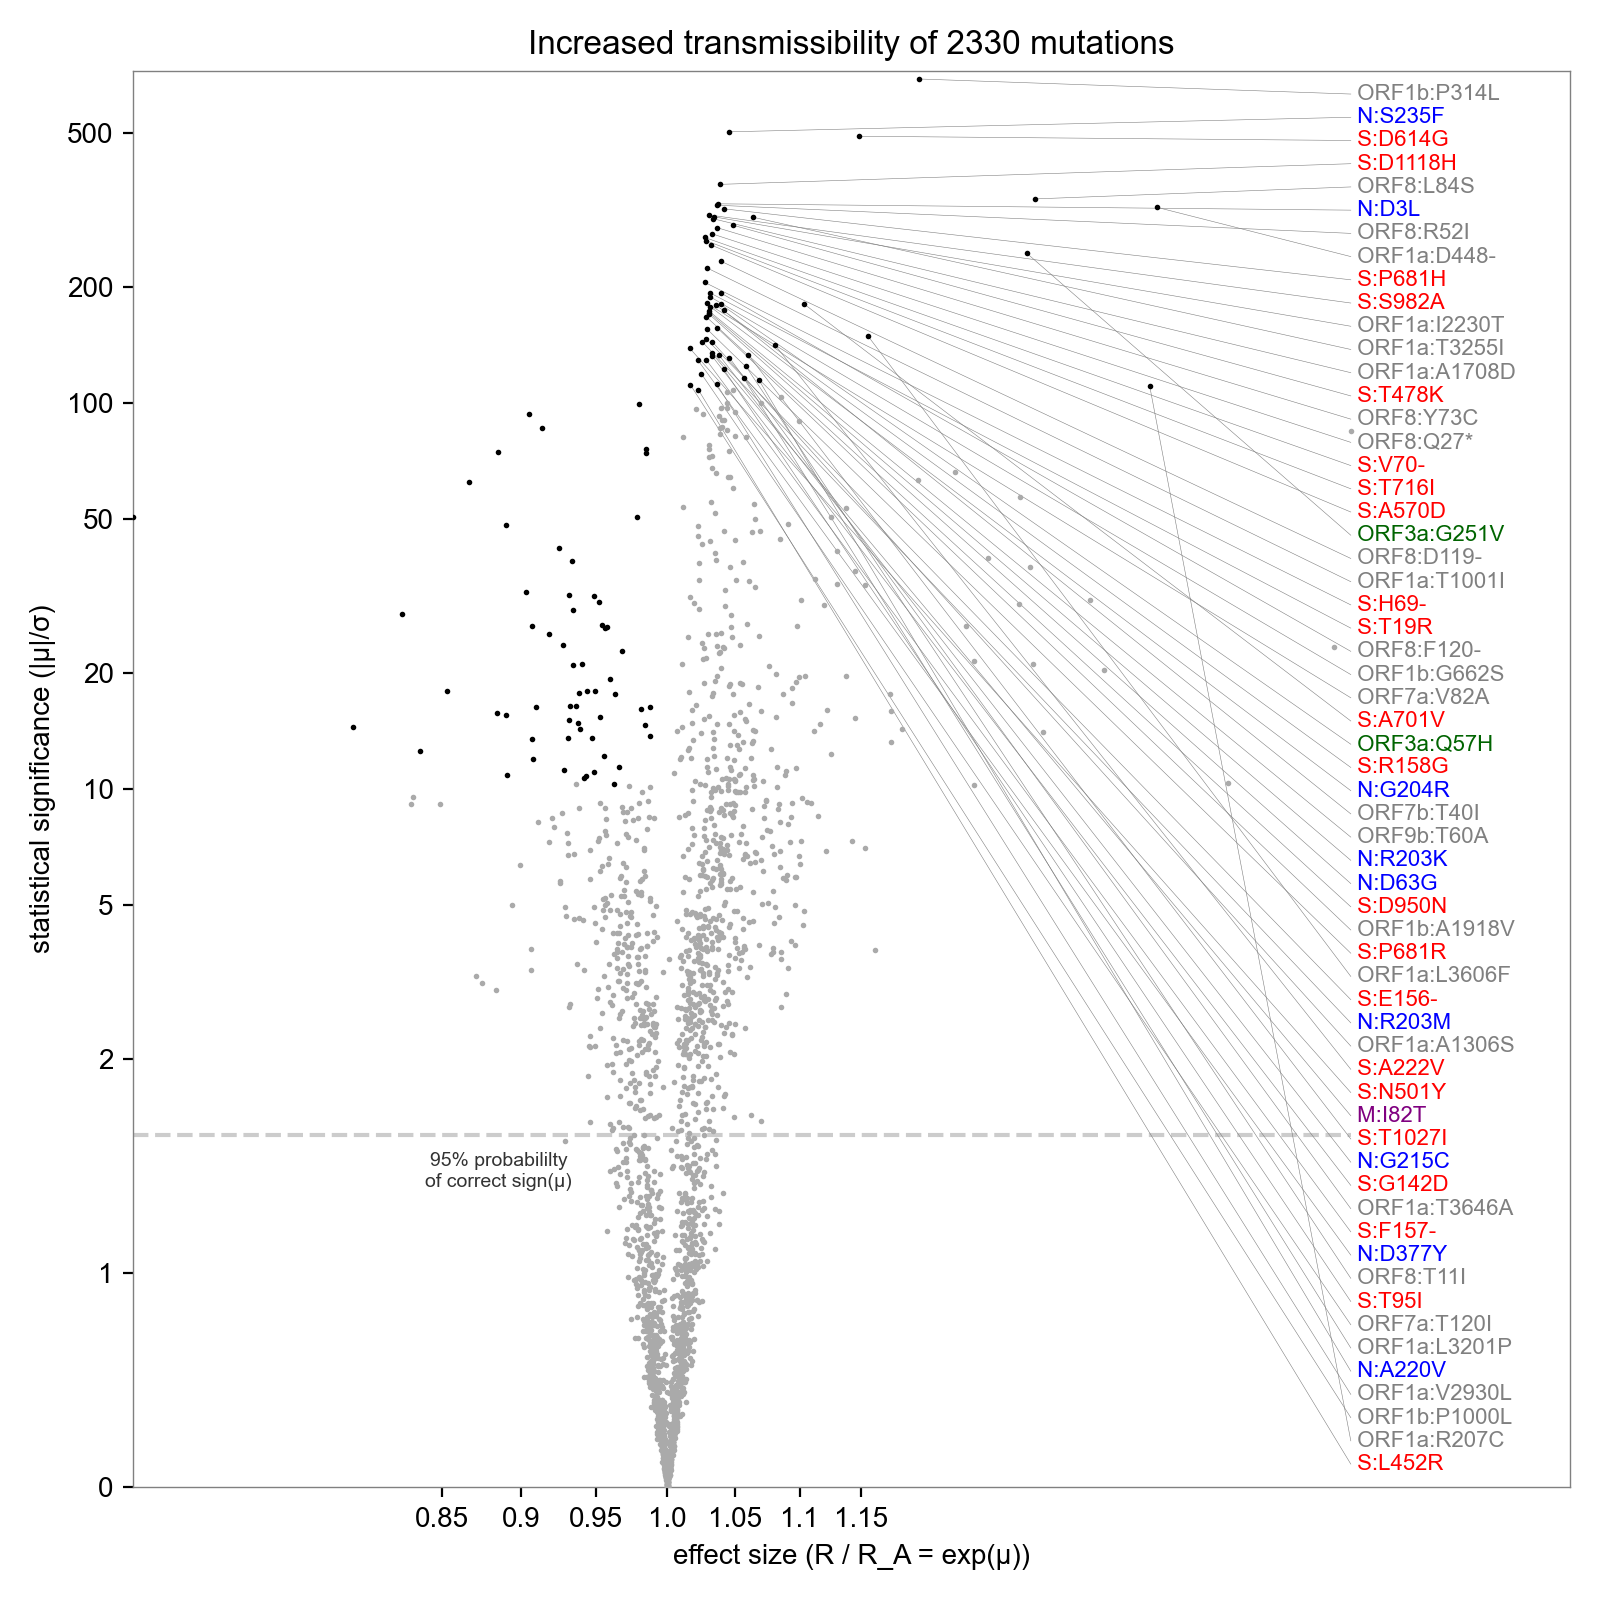 Increased transmissibility of 2330 mutations
statistical significance (|μ|/σ)
500
200
100
50
20
10
5
2
1
0
95% probabililty
of correct sign(μ)
ORF1b:P314L
N:S235F
S:D614G
S:D1118H
ORF8:L84S
N:D3L
ORF8:R52I
ORF1a:D448-
S:P681H
S:S982A
ORF1a:I2230T
ORF1a:T3255I
ORF1a:A1708D
S:T478K
ORF8:Y73C
ORF8:Q27*
S:V70-
S:T716I
S:A570D
ORF3a:G251V
ORF8:D119-
ORF1a:T1001I
S:H69-
S:T19R
ORF8:F120-
ORF1b:G662S
ORF7a:V82A
S:A701V
ORF3a:Q57H
S:R158G
N:G204R
ORF7b:T40I
ORF9b:T60A
N:R203K
N:D63G
S:D950N
ORF1b:A1918V
S:P681R
ORF1a:L3606F
S:E156-
N:R203M
ORF1a:A1306S
S:A222V
S:N501Y
M:I82T
S:T1027I
N:G215C
S:G142D
ORF1a:T3646A
S:F157-
N:D377Y
ORF8:T11I
S:T95I
ORF7a:T120I
ORF1a:L3201P
N:A220V
ORF1a:V2930L
ORF1b:P1000L
ORF1a:R207C
S:L452R
0.85 0.9 0.95 1.0 1.05 1.1 1.15
effect size (R / R_A = exp(μ))